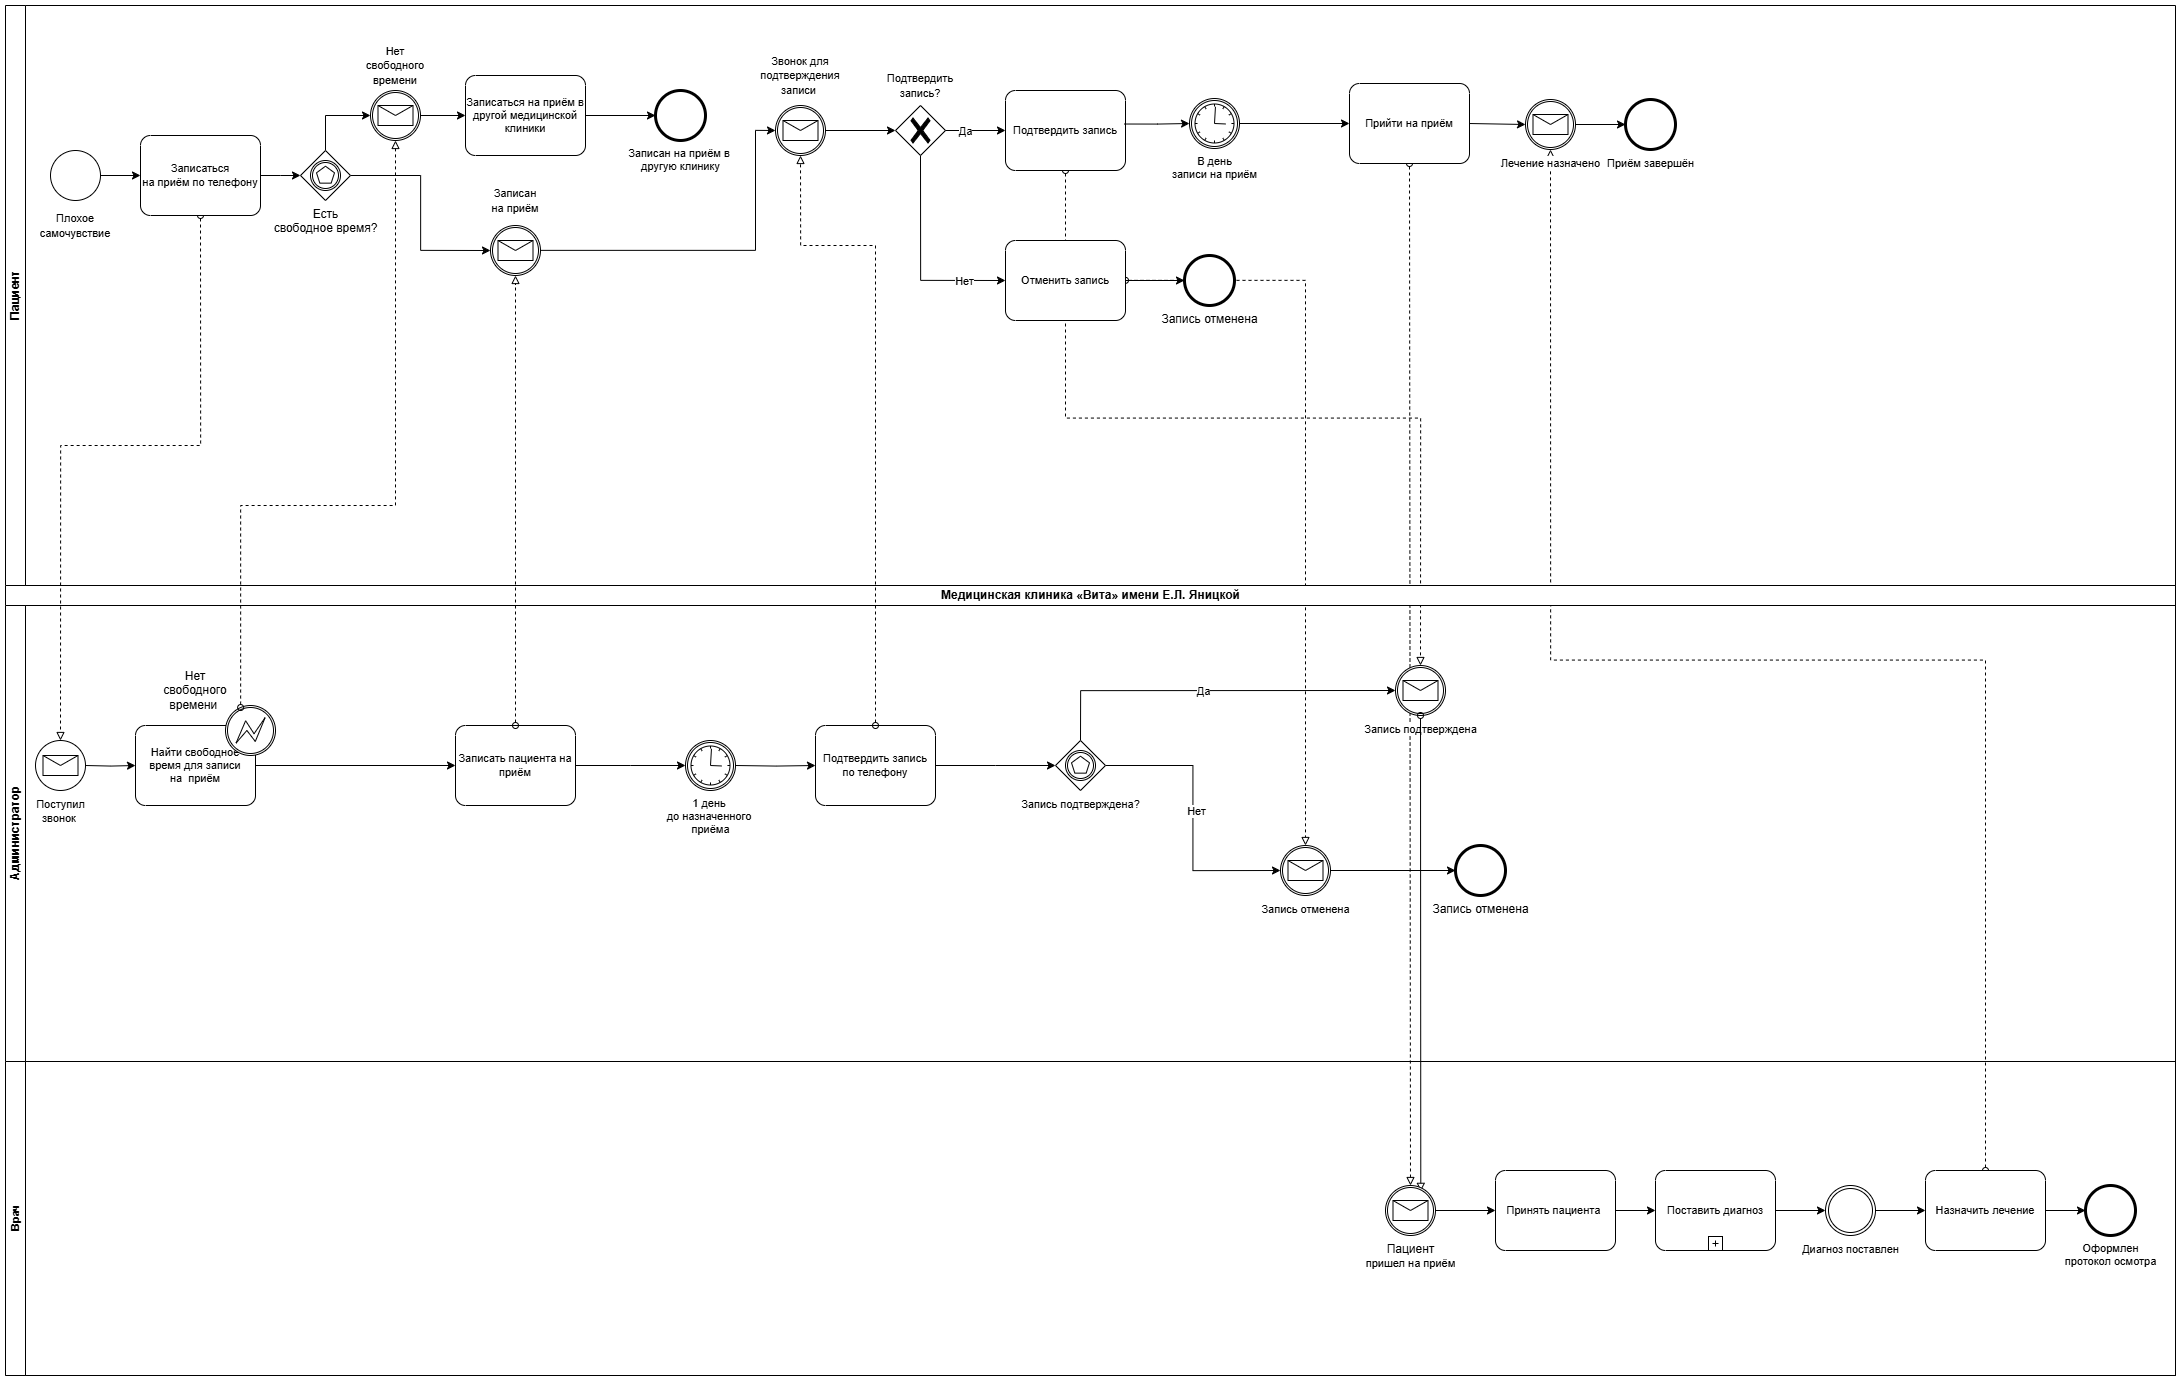 Пациент
Плохое
самочувствие
Записаться
на приём по телефону
Есть
свободное время?
Нет
свободного
времени
Записаться на приём в
другой медицинской
клиники
Записан на приём в
другую клинику
Записан
на приём
Звонок для
подтверждения
записи
Подтвердить
запись?
Да
Нет
Подтвердить запись
Отменить запись
Запись отменена
В день
записи на приём
Прийти на приём
Лечение назначено
Приём завершён
Медицинская клиника «Вита» имени Е.Л. Яницкой
Администратор
Поступил
звонок
Нет
свободного
времени
Найти свободное
время для записи
на приём
Записать пациента на
приём
1 день
до назначенного
приёма
Подтвердить запись
по телефону
Запись подтверждена?
Да
Нет
Запись подтверждена
Запись отменена
Запись отменена
Врач
Пациент
пришел на приём
Принять пациента
Поставить диагноз
Диагноз поставлен
Назначить лечение
Оформлен
протокол осмотра